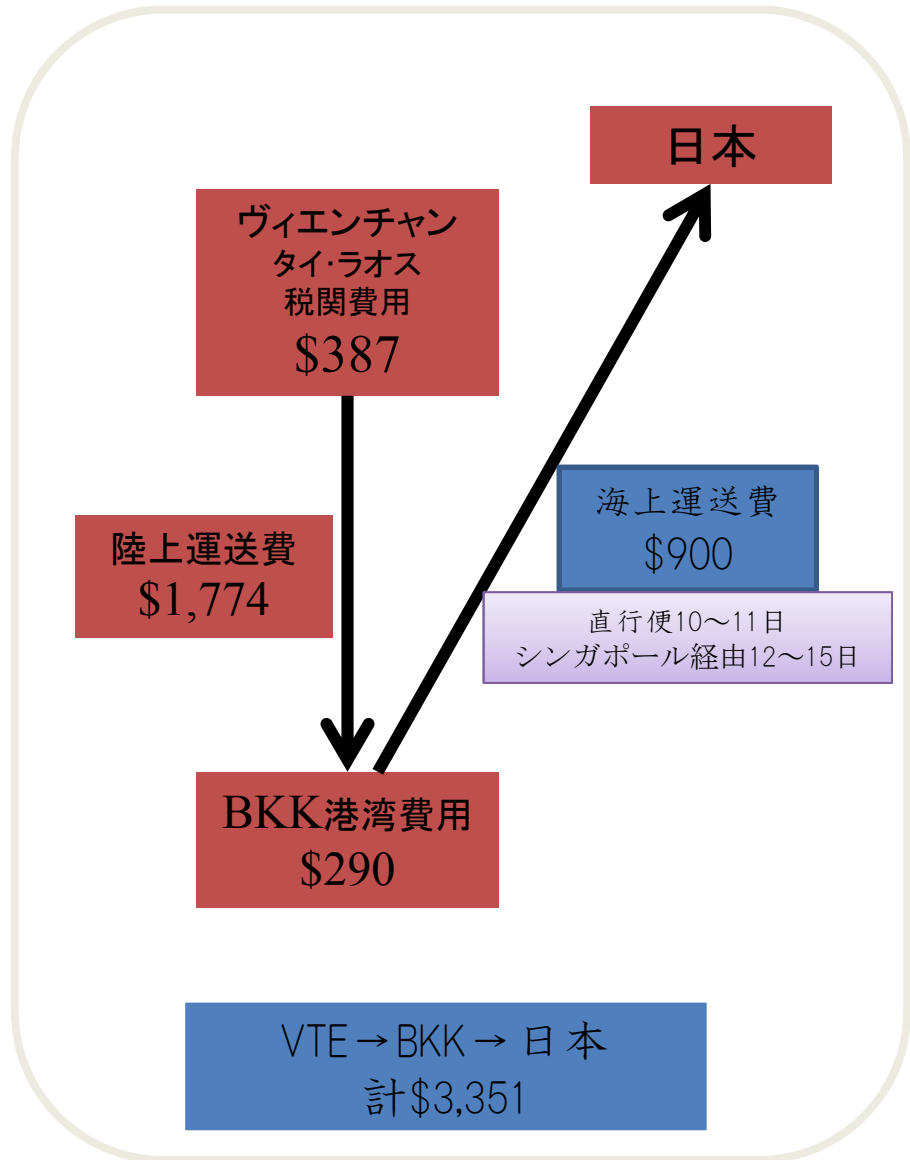 日本
ヴィエンチャン
タイ・ラオス
税関費用
$387
陸上運送費
$1,774
海上運送費
$900
直行便10～11日
シンガポール経由12～15日
BKK港湾費用
$290
VTE→BKK→日本
計$3,351